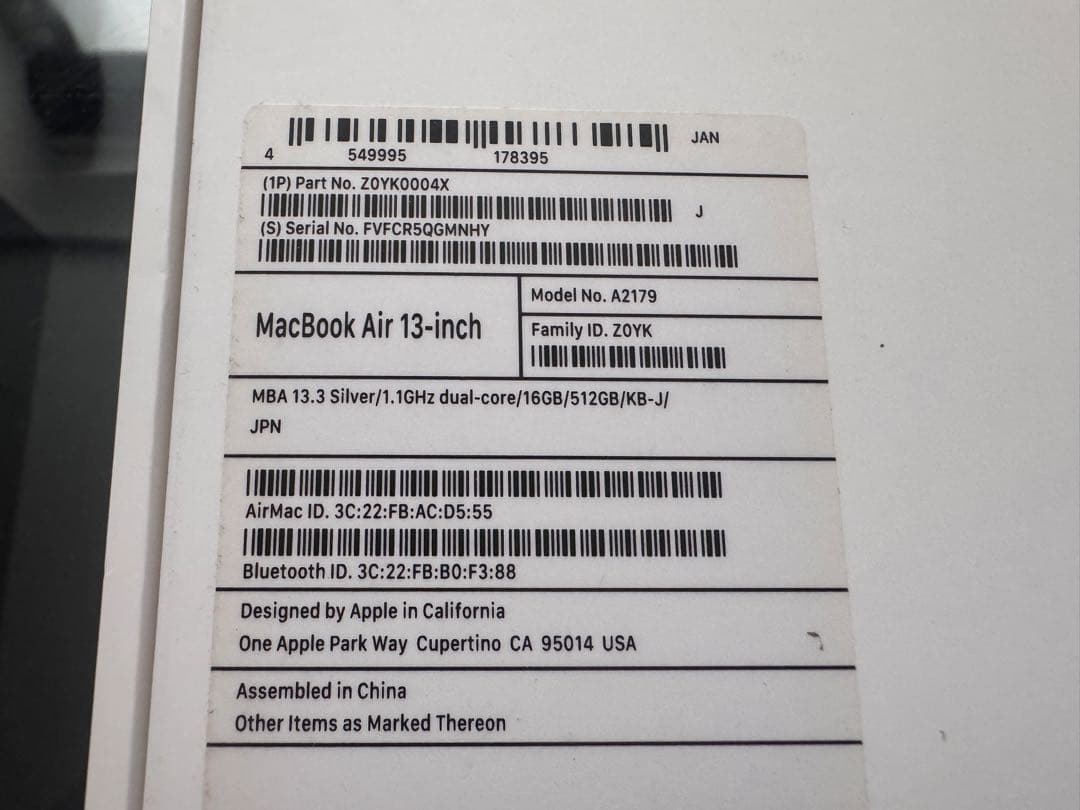 JAN
4 549995 178395
(1P) Part No. Z0YK0004X
J
(S) Serial No. FVFCR5QGMNHY
MacBook Air 13-inch
Model No. A2179
Family ID. Z0YK
MBA 13.3 Silver/1.1GHz dual-core/16GB/512GB/KB-J/
JPN
AirMac ID. 3C:22:FB:AC:D5:55
Bluetooth ID. 3C:22:FB:B0:F3:88
Designed by Apple in California
One Apple Park Way Cupertino CA 95014 USA
Assembled in China
Other Items as Marked Thereon